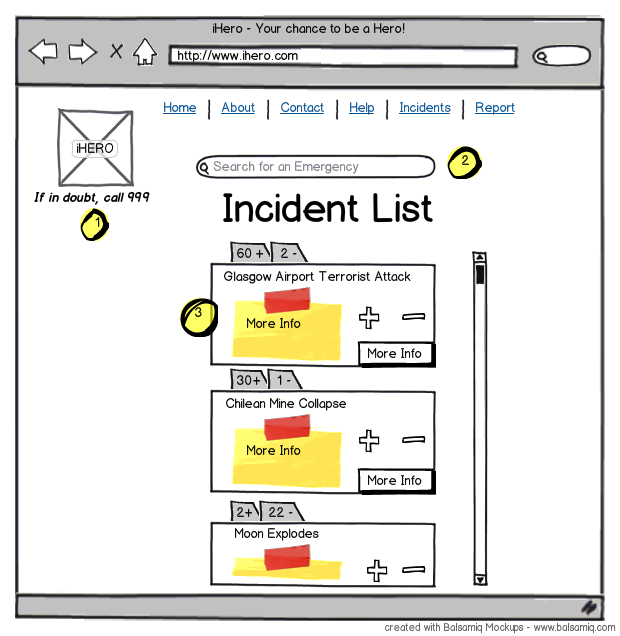 iHero - Your chance to be a Hero!
http://www.ihero.com
Home About Contact Help Incidents Report
iHERO
Search for an Emergency
2
If in doubt, call 999
1
Incident List
60 + 2 -
Glasgow Airport Terrorist Attack
3
More Info
More Info
30+ 1 -
Chilean Mine Collapse
More Info
More Info
2+ 22 -
Moon Explodes
created with Balsamiq Mockups - www.balsamiq.com